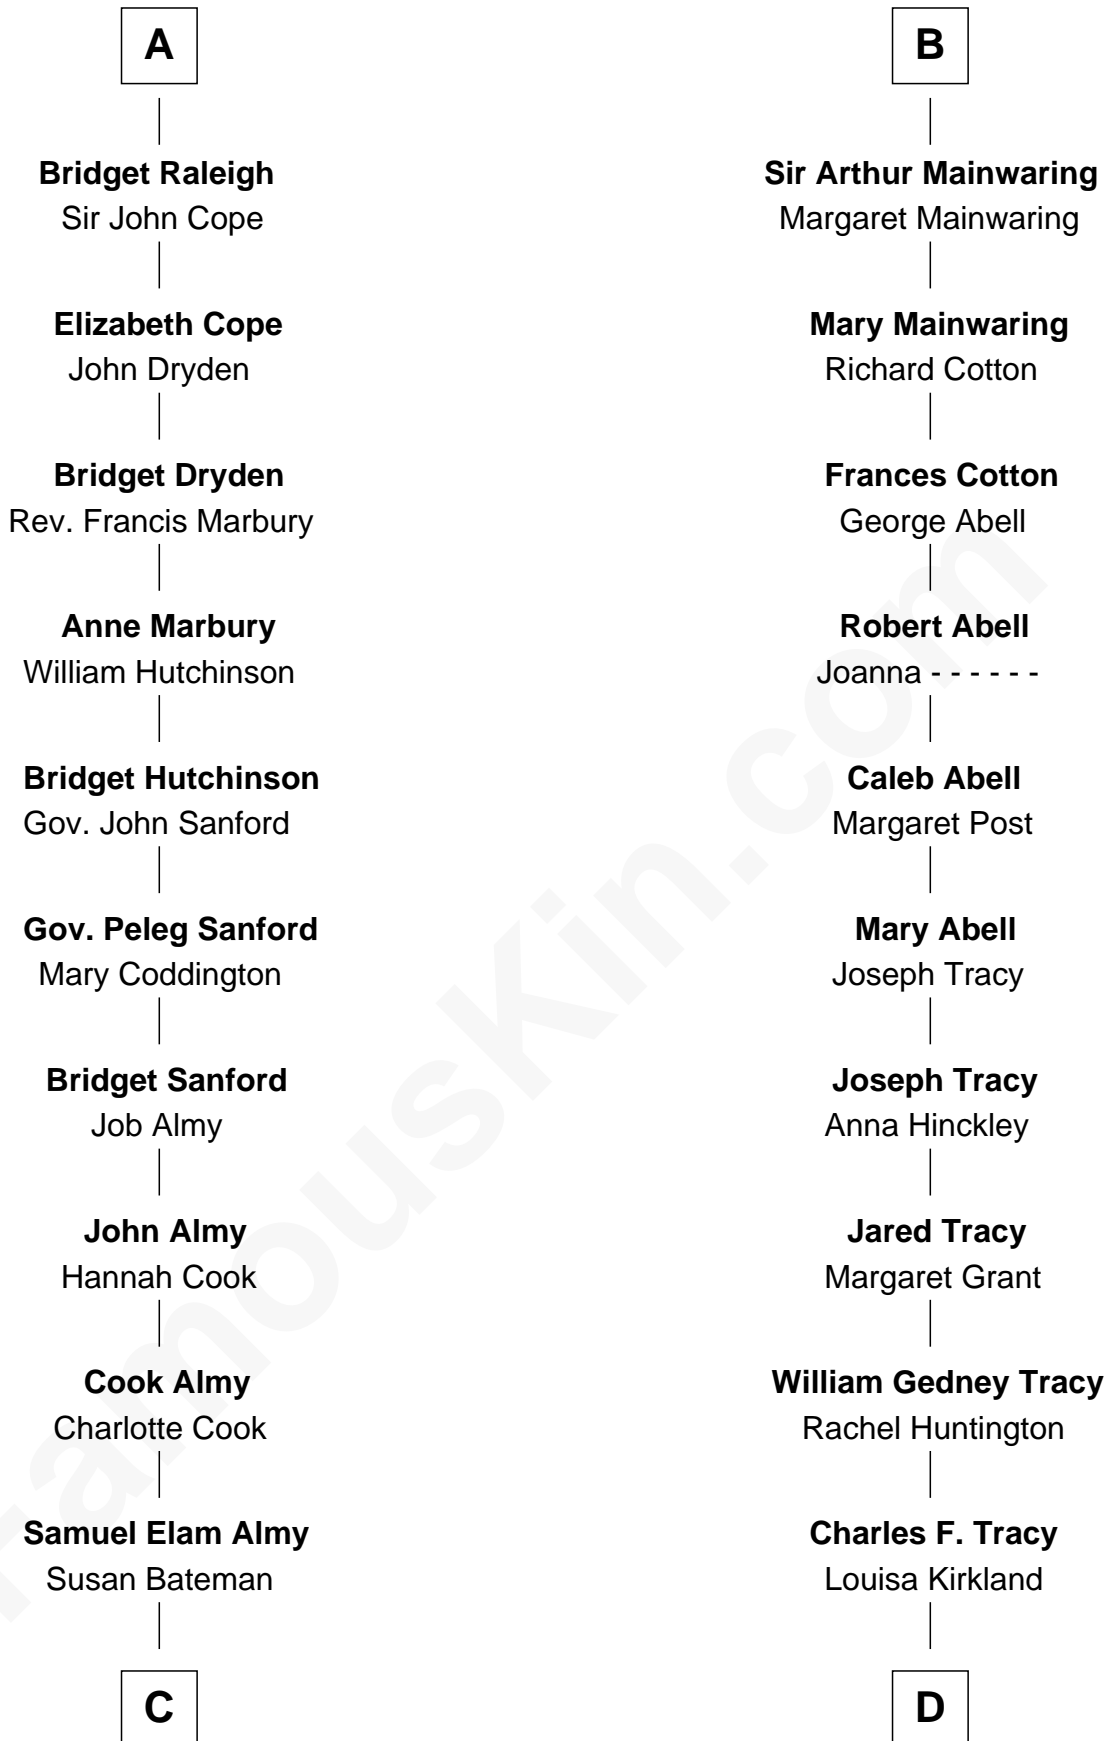 A
Bridget Raleigh
Sir John Cope
Elizabeth Cope
John Dryden
Bridget Dryden
Rev. Francis Marbury
Anne Marbury
William Hutchinson
Bridget Hutchinson
Gov. John Sanford
Gov. Peleg Sanford
Mary Coddington
Bridget Sanford
Job Almy
John Almy
Hannah Cook
Cook Almy
Charlotte Cook
Samuel Elam Almy
Susan Bateman
C
B
Sir Arthur Mainwaring
Margaret Mainwaring
Mary Mainwaring
Richard Cotton
Frances Cotton
George Abell
Robert Abell
Joanna - - - - - -
Caleb Abell
Margaret Post
Mary Abell
Joseph Tracy
Joseph Tracy
Anna Hinckley
Jared Tracy
Margaret Grant
William Gedney Tracy
Rachel Huntington
Charles F. Tracy
Louisa Kirkland
D
FamousKin.com